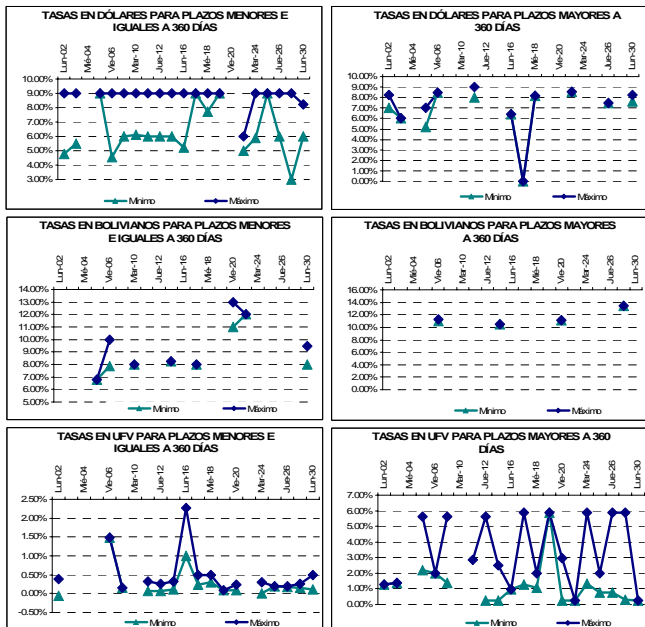 TASAS EN DÓLARES PARA PLAZOS MENORES E
IGUALES A 360 DÍAS
Lun-02
Mié-04
Vie-06
Mar-10
Jue-12
Lun-16
Mié-18
Vie-20
Mar-24
Jue-26
Lun-30
10.00%
9.00%
8.00%
7.00%
6.00%
5.00%
4.00%
3.00%
Mínimo
Máximo
TASAS EN DÓLARES PARA PLAZOS MAYORES A
360 DÍAS
Lun-02
Mié-04
Vie-06
Mar-10
Jue-12
Lun-16
Mié-18
Vie-20
Mar-24
Jue-26
Lun-30
10.00%
9.00%
8.00%
7.00%
6.00%
5.00%
4.00%
3.00%
2.00%
1.00%
0.00%
Mínimo
Máximo
TASAS EN BOLIVIANOS PARA PLAZOS MENORES
E IGUALES A 360 DÍAS
Lun-02
Mié-04
Vie-06
Mar-10
Jue-12
Lun-16
Mié-18
Vie-20
Mar-24
Jue-26
Lun-30
14.00%
13.00%
12.00%
11.00%
10.00%
9.00%
8.00%
7.00%
6.00%
5.00%
Mínimo
Máximo
TASAS EN BOLIVIANOS PARA PLAZOS MAYORES
A 360 DÍAS
Lun-02
Mié-04
Vie-06
Mar-10
Jue-12
Lun-16
Mié-18
Vie-20
Mar-24
Jue-26
Lun-30
16.00%
14.00%
12.00%
10.00%
8.00%
6.00%
4.00%
2.00%
0.00%
Mínimo
Máximo
TASAS EN UFV PARA PLAZOS MENORES E
IGUALES A 360 DÍAS
Lun-02
Mié-04
Vie-06
Mar-10
Jue-12
Lun-16
Mié-18
Vie-20
Mar-24
Jue-26
Lun-30
2.50%
2.00%
1.50%
1.00%
0.50%
0.00%
-0.50%
Mínimo
Máximo
TASAS EN UFV PARA PLAZOS MAYORES A 360
DÍAS
Lun-02
Mié-04
Vie-06
Mar-10
Jue-12
Lun-16
Mié-18
Vie-20
Mar-24
Jue-26
Lun-30
7.00%
6.00%
5.00%
4.00%
3.00%
2.00%
1.00%
0.00%
Mínimo
Máximo